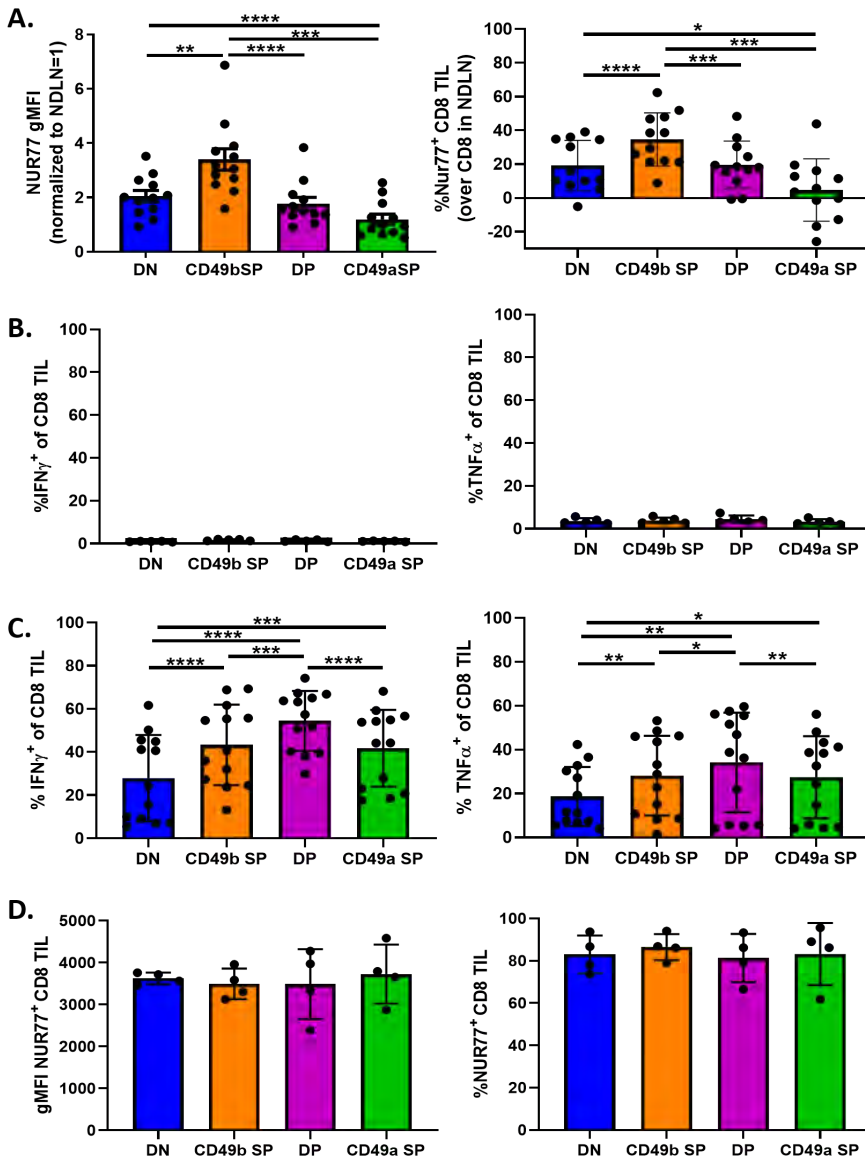 A.
NUR77 gMFI
(normalized to NDLN=1)
8
6
4
2
0
****
***
** ****
DN CD49bSP DP CD49aSP
%Nur77+ CD8 TIL
(over CD8 in NDLN)
100
80
60
40
20
0
-20
*
***
**** ***
DN CD49bSP DP CD49a SP
B.
%IFNγ+ of CD8 TIL
100
80
60
40
20
0
DN CD49b SP DP CD49a SP
%TNFα+ of CD8 TIL
100
80
60
40
20
0
DN CD49b SP DP CD49a SP
C.
% IFNγ+ of CD8 TIL
100
80
60
40
20
0
***
****
**** *** ****
DN CD49b SP DP CD49a SP
% TNFα+ of CD8 TIL
100
80
60
40
20
0
*
**
** * **
DN CD49b SP DP CD49a SP
D.
gMFI NUR77+ CD8 TIL
5000
4000
3000
2000
1000
0
DN CD49b SP DP CD49a SP
%NUR77+ CD8 TIL
100
80
60
40
20
0
DN CD49b SP DP CD49a SP